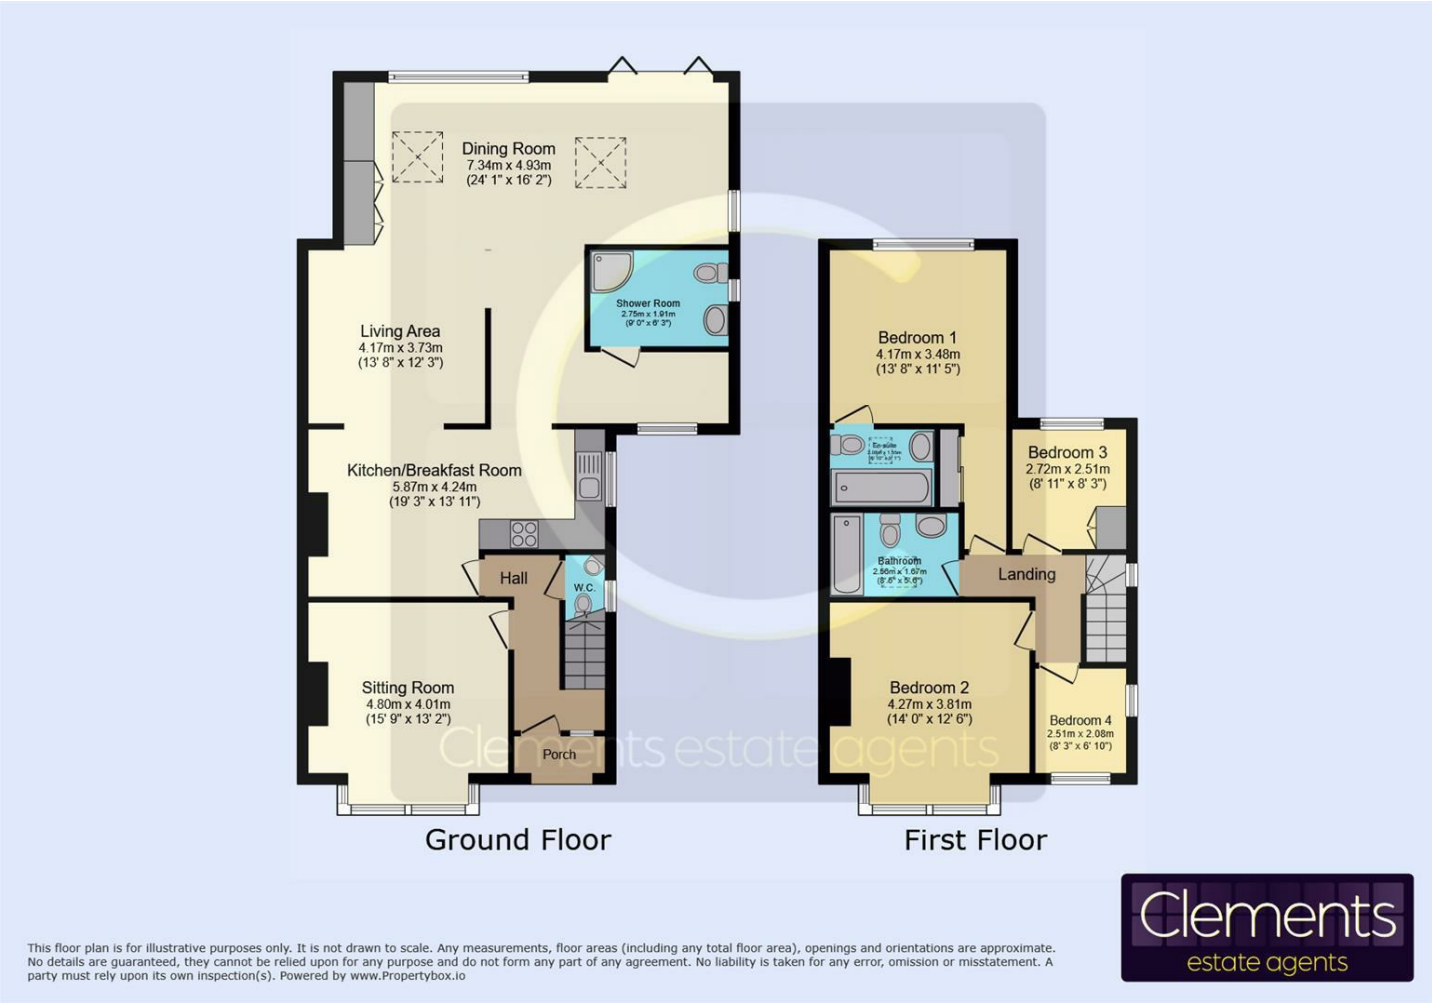 Dining Room
7.34m x 4.93m
(24' 1" x 16' 2")
Shower Room
2.75m x 1.91m
(9' 0" x 6' 3")
Living Area
4.17m x 3.73m
(13' 8" x 12' 3")
Kitchen/Breakfast Room
5.87m x 4.24m
(19' 3" x 13' 11")
Hall
W.C.
Sitting Room
4.80m x 4.01m
(15' 9" x 13' 2")
Porch
Ground Floor
Bedroom 1
4.17m x 3.48m
(13' 8" x 11' 5")
En-suite
Bedroom 3
2.72m x 2.51m
(8' 11" x 8' 3")
Bathroom
2.56m x 1.67m
(8' 5" x 5' 6")
Landing
Bedroom 2
4.27m x 3.81m
(14' 0" x 12' 6")
Bedroom 4
2.51m x 2.08m
(8' 3" x 6' 10")
First Floor
Clements estate agents
Clements
estate agents
This floor plan is for illustrative purposes only. It is not drawn to scale. Any measurements, floor areas (including any total floor area), openings and orientations are approximate.
No details are guaranteed, they cannot be relied upon for any purpose and do not form any part of any agreement. No liability is taken for any error, omission or misstatement. A
party must rely upon its own inspection(s). Powered by www.Propertybox.io